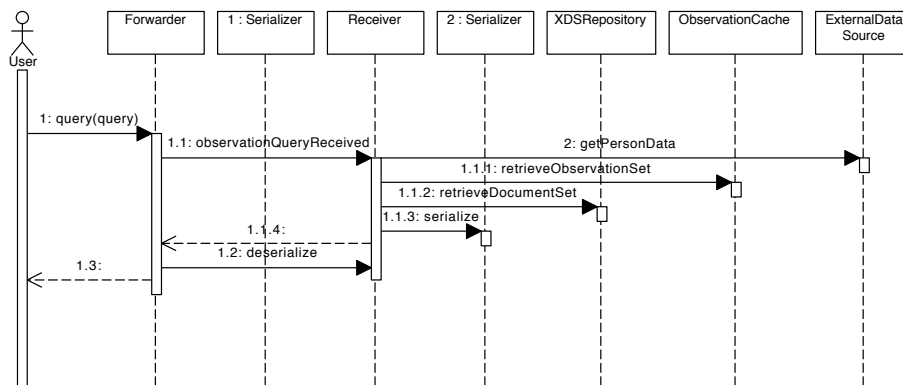 Forwarder
1 : Serializer
Receiver
2 : Serializer
XDSRepository
ObservationCache
ExternalData
Source
User
1: query(query)
1.1: observationQueryReceived
2: getPersonData
1.1.1: retrieveObservationSet
1.1.2: retrieveDocumentSet
1.1.3: serialize
1.1.4:
1.2: deserialize
1.3: